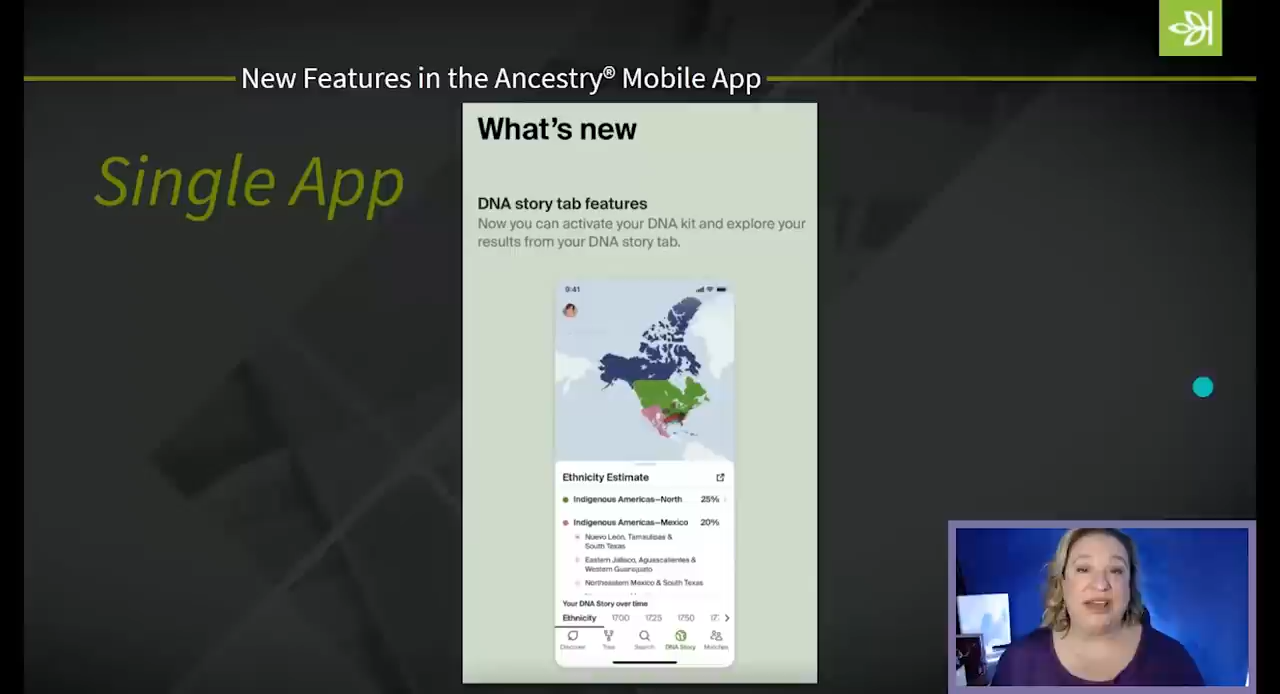 New Features in the Ancestry® Mobile App
Single App
What's new
DNA story tab features
Now you can activate your DNA kit and explore your
results from your DNA story tab.
9:41
Ethnicity Estimate
Indigenous Americas—North 25%
Indigenous Americas—Mexico 20%
Nuevo León, Tamaulipas &
South Texas
Eastern Jalisco, Aguascalientes &
Western Guanajuato
Northeastern Mexico & South Texas
Your DNA Story over time
Ethnicity 1700 1725 1750 17
Discover Tree Search DNA Story Matches